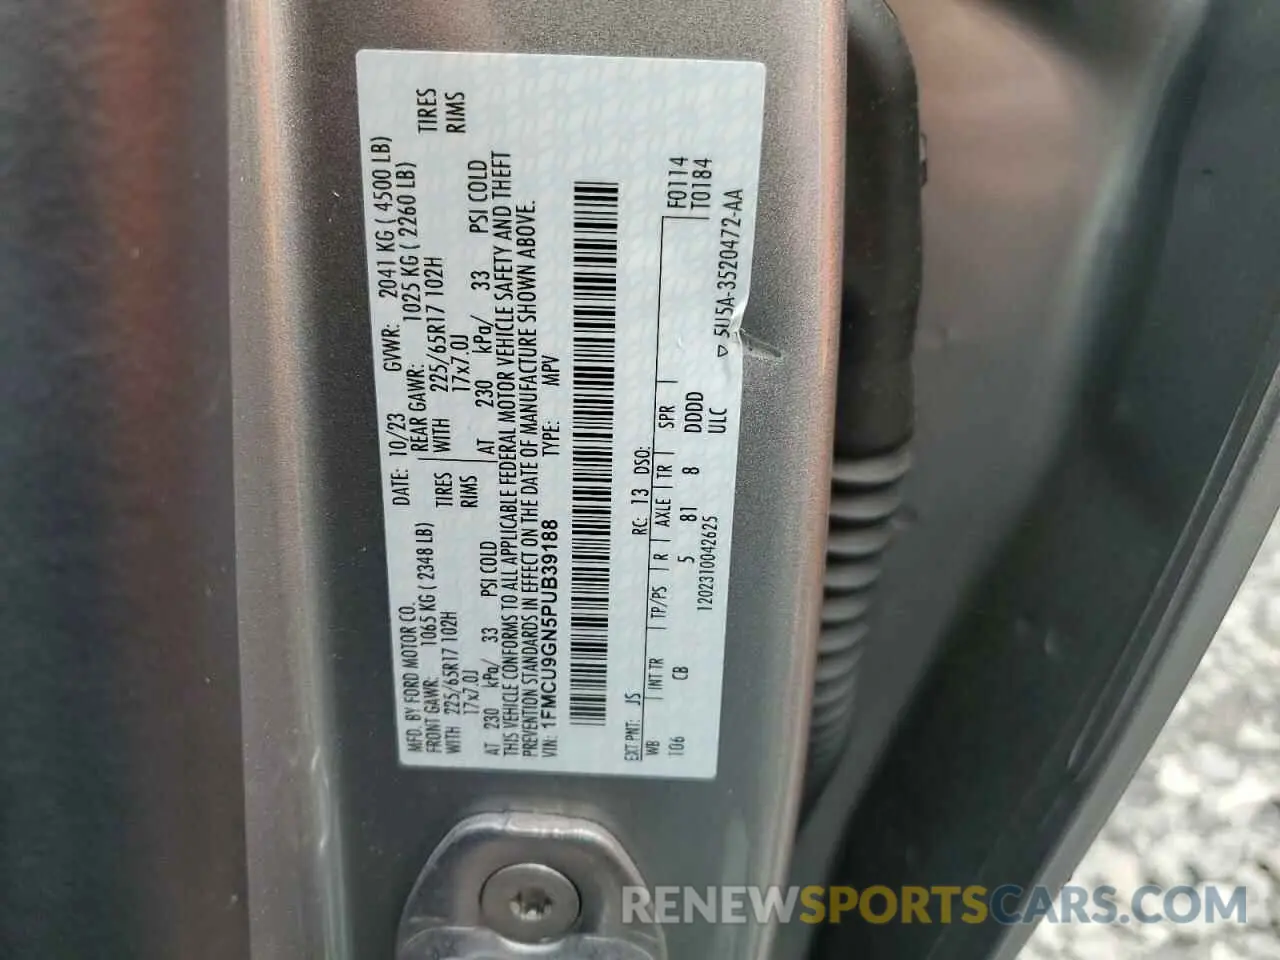 MFD. BY FORD MOTOR CO.
DATE: 10/23 GVWR: 2041 KG ( 4500 LB)
FRONT GAWR: 1065 KG ( 2348 LB)
REAR GAWR: 1025 KG ( 2260 LB)
WITH 225/65R17 102H TIRES
WITH 225/65R17 102H TIRES
17x7.0J RIMS
17x7.0J RIMS
AT 230 kPa/ 33 PSI COLD
AT 230 kPa/ 33 PSI COLD
THIS VEHICLE CONFORMS TO ALL APPLICABLE FEDERAL MOTOR VEHICLE SAFETY AND THEFT
PREVENTION STANDARDS IN EFFECT ON THE DATE OF MANUFACTURE SHOWN ABOVE.
VIN: 1FMCU9GN5PUB39188 TYPE: MPV
EXT PNT: JS RC: 13 DSO:
WB INT TR TP/PS R AXLE TR SPR
106 CB 5 81 8 DDDD
F0114
T0184
1202310042625 ULC
▽ 5U5A-3520472-AA
RENEWSPORTSCARS.COM